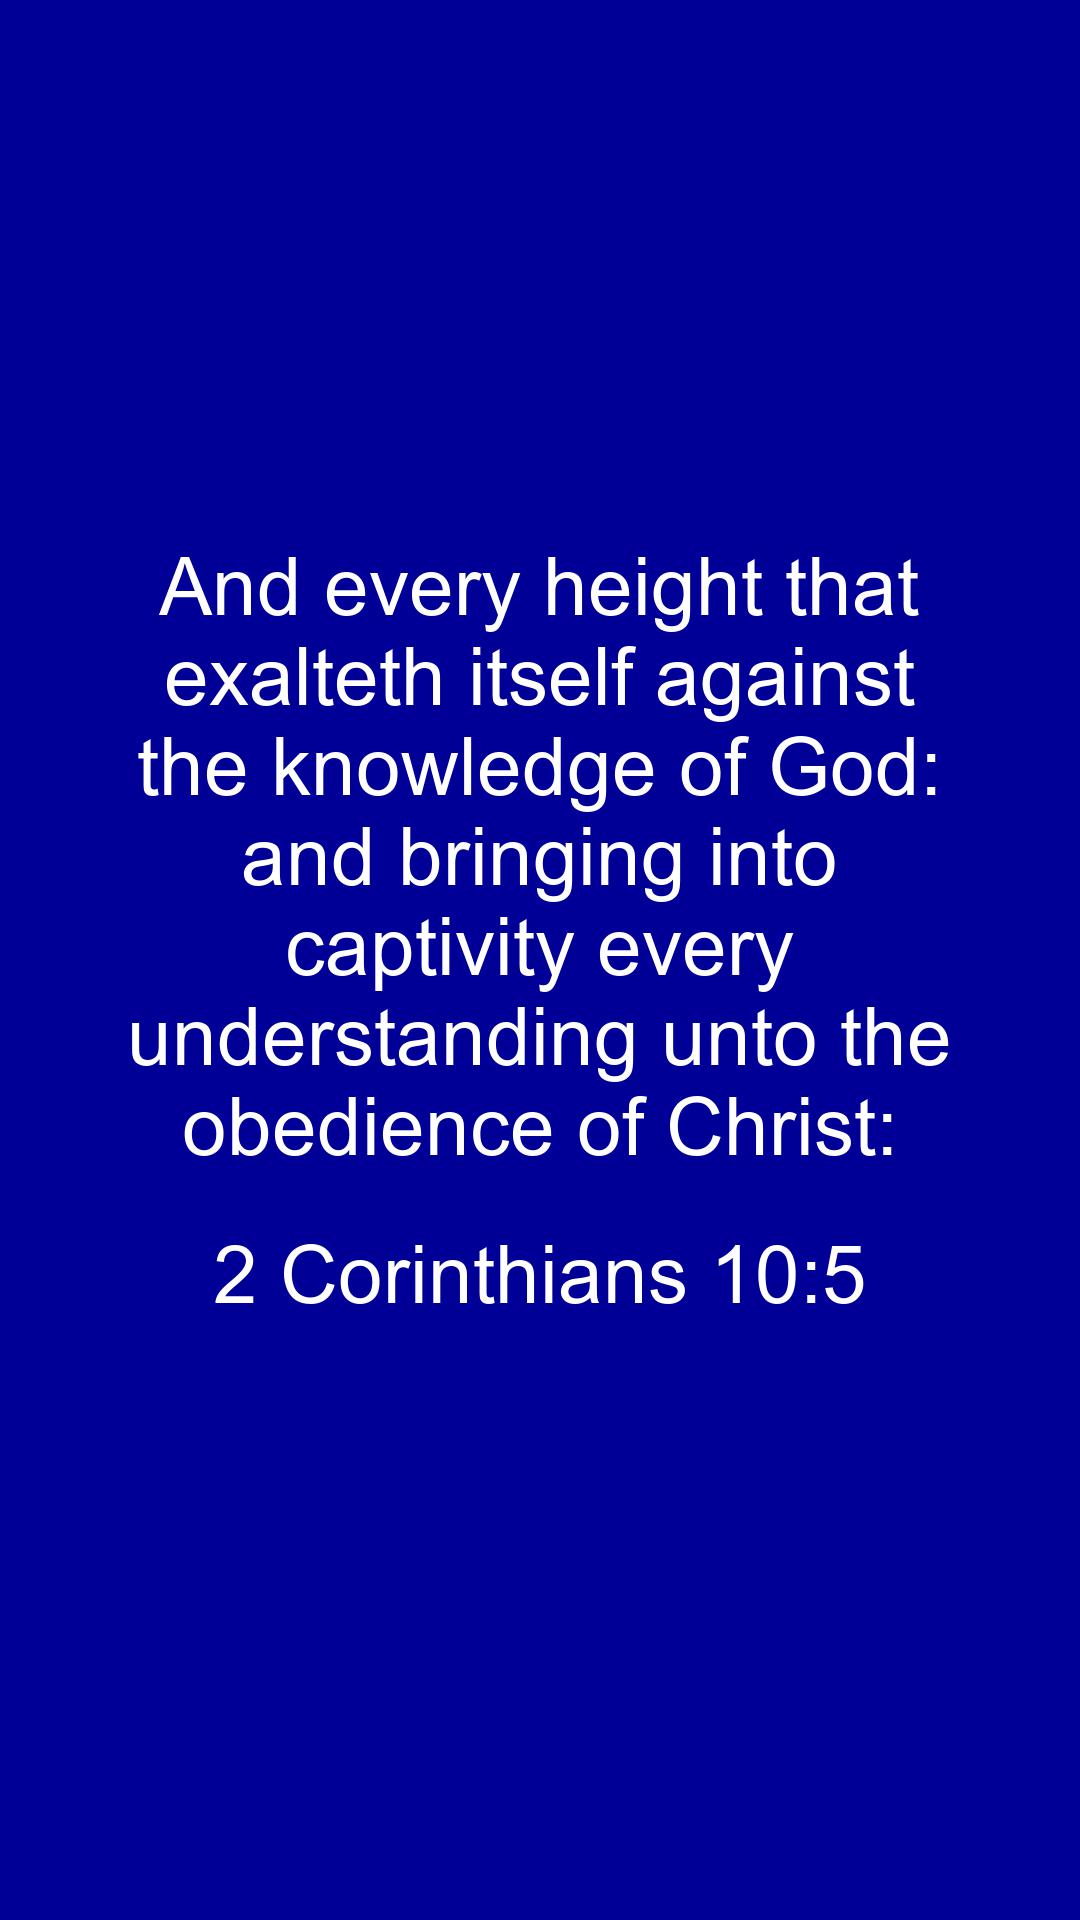 And every height that
exalteth itself against
the knowledge of God:
and bringing into
captivity every
understanding unto the
obedience of Christ:
2 Corinthians 10:5